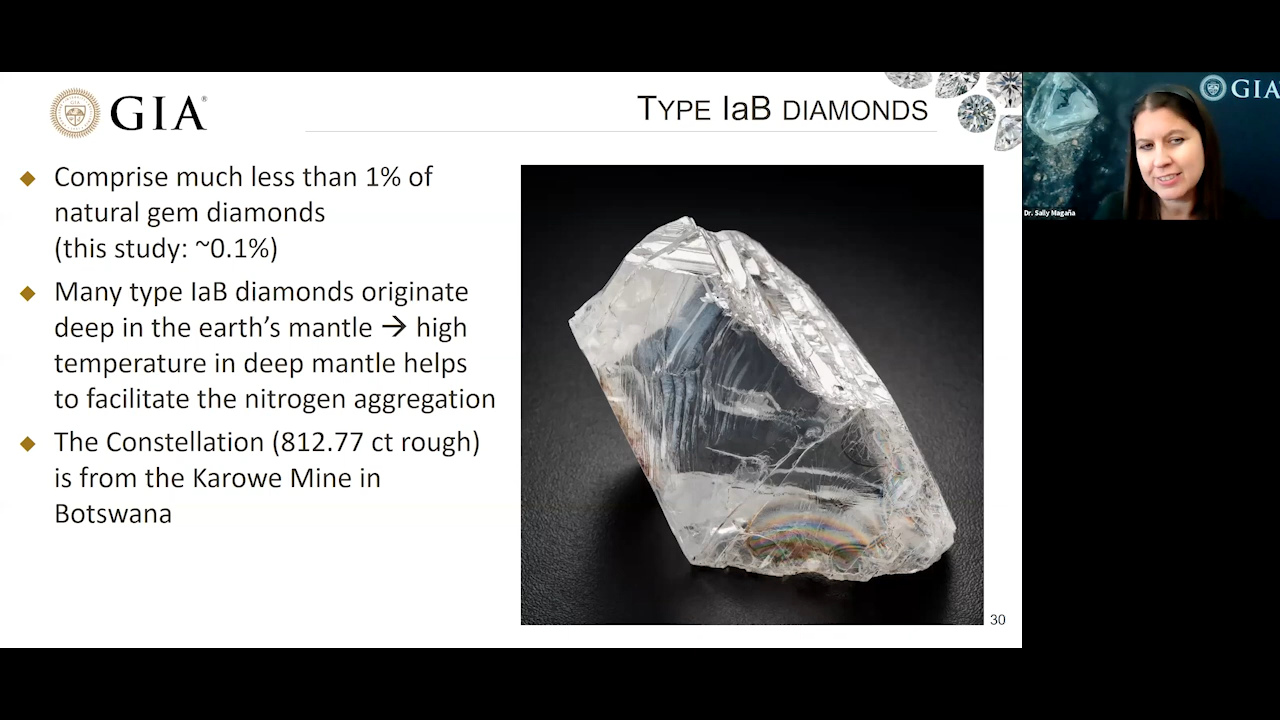 GIA®
TYPE IaB DIAMONDS
Comprise much less than 1% of
natural gem diamonds
(this study: ~0.1%)
Many type IaB diamonds originate
deep in the earth’s mantle → high
temperature in deep mantle helps
to facilitate the nitrogen aggregation
The Constellation (812.77 ct rough)
is from the Karowe Mine in
Botswana
30
GIA
Dr. Sally Magaña